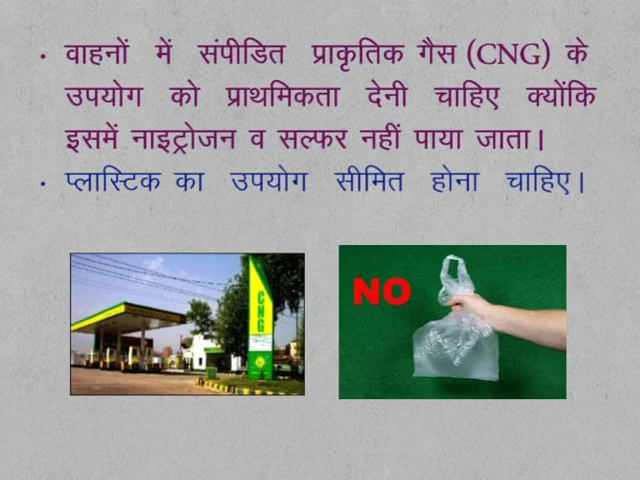 • वाहनों में संपीडित प्राकृतिक गैस (CNG) के
उपयोग को प्राथमिकता देनी चाहिए क्योंकि
इसमें नाइट्रोजन व सल्फर नहीं पाया जाता।
• प्लास्टिक का उपयोग सीमित होना चाहिए।
CNG
NO